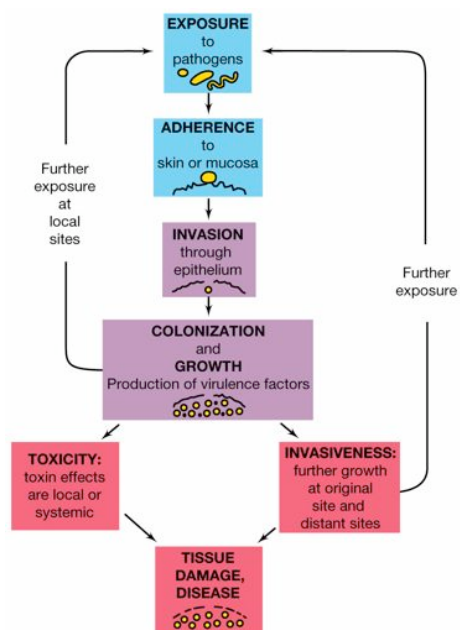 EXPOSURE
to
pathogens
ADHERENCE
to
skin or mucosa
Further
exposure
at
local
sites
INVASION
through
epithelium
Further
exposure
COLONIZATION
and
GROWTH
Production of virulence factors
TOXICITY:
toxin effects
are local or
systemic
INVASIVENESS:
further growth
at original
site and
distant sites
TISSUE
DAMAGE,
DISEASE